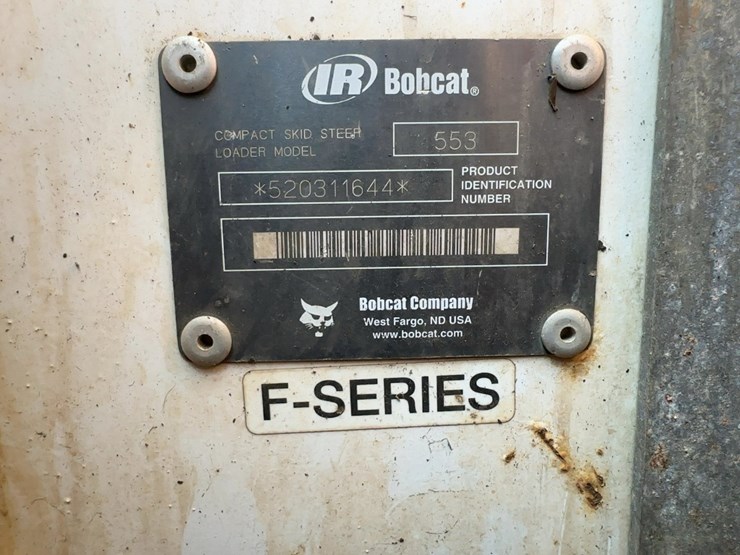 IR Bobcat®
COMPACT SKID STEER
LOADER MODEL
553
*520311644*
PRODUCT
IDENTIFICATION
NUMBER
Bobcat Company
West Fargo, ND USA
www.bobcat.com
F-SERIES